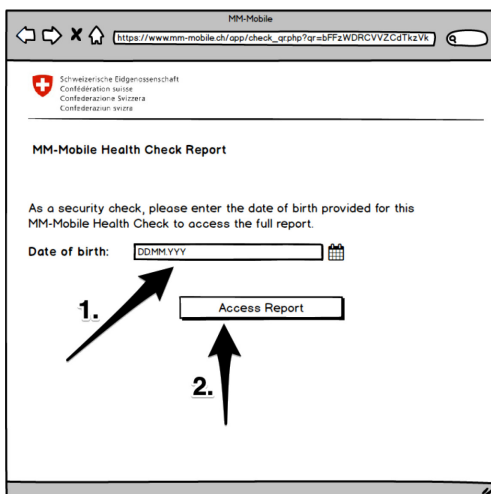 MM-Mobile
https://www.mm-mobile.ch/app/check_qrphp?qr=bFFzWDRCVVZCdTkzVk
Schweizerische Eidgenossenschaft
Confédération suisse
Confederazione Svizzera
Confederaziun svizra
MM-Mobile Health Check Report
As a security check, please enter the date of birth provided for this
MM-Mobile Health Check to access the full report.
Date of birth:
DD.MM.YYY
1.
Access Report
2.